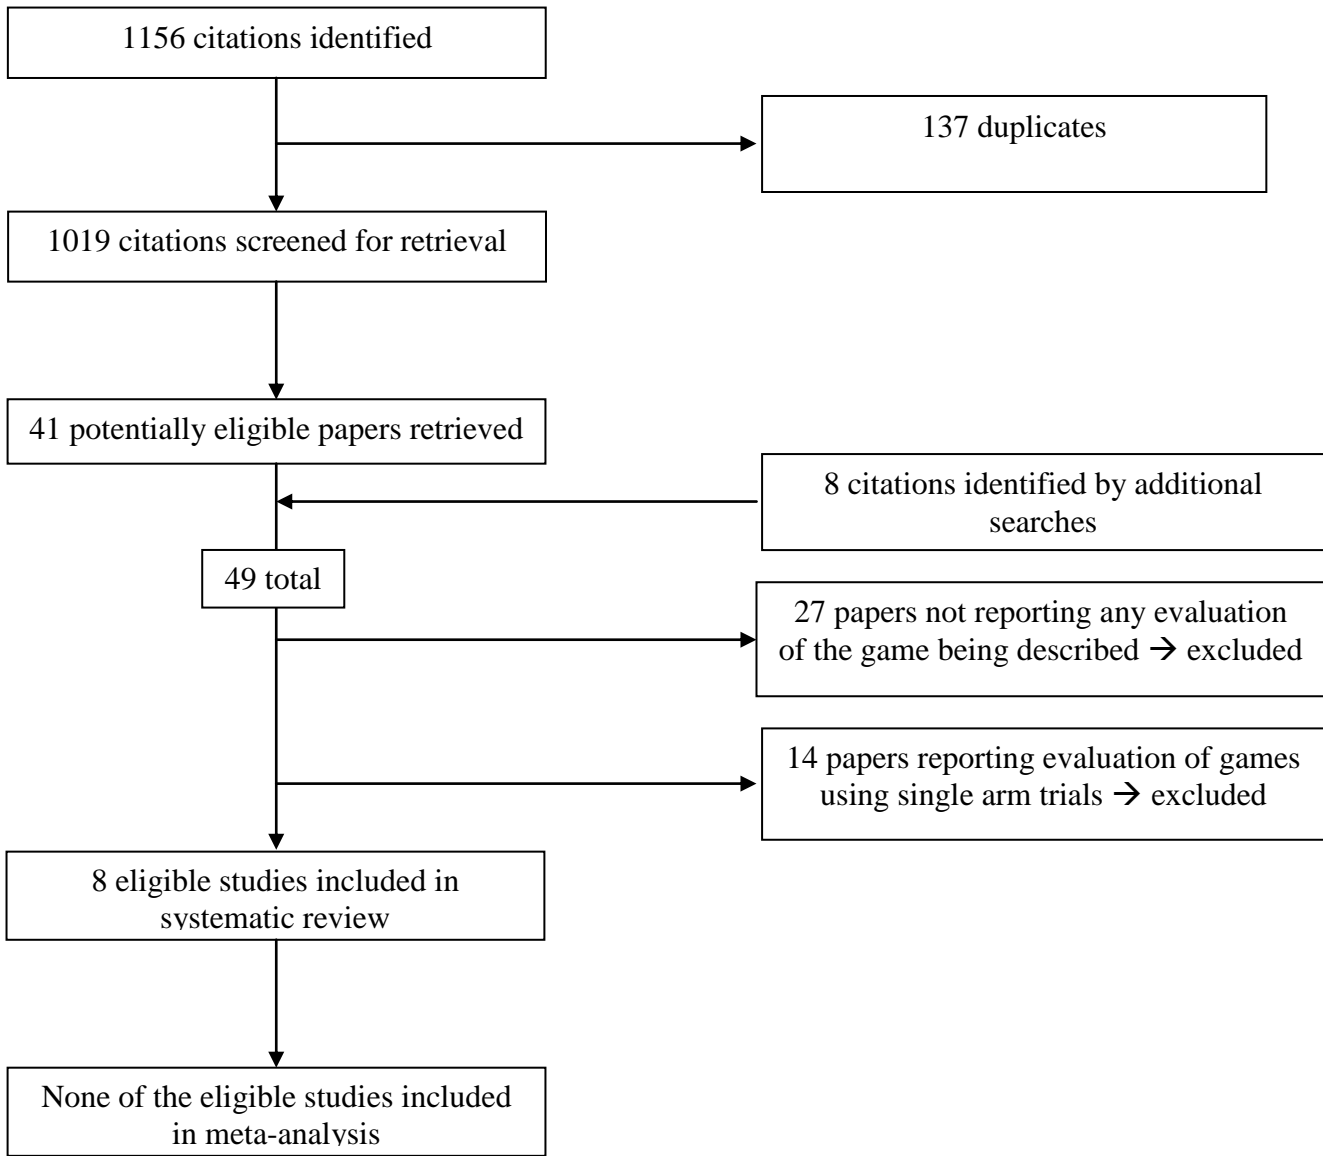 1156 citations identified
137 duplicates
1019 citations screened for retrieval
41 potentially eligible papers retrieved
8 citations identified by additional
searches
49 total
27 papers not reporting any evaluation
of the game being described → excluded
14 papers reporting evaluation of games
using single arm trials → excluded
8 eligible studies included in
systematic review
None of the eligible studies included
in meta-analysis